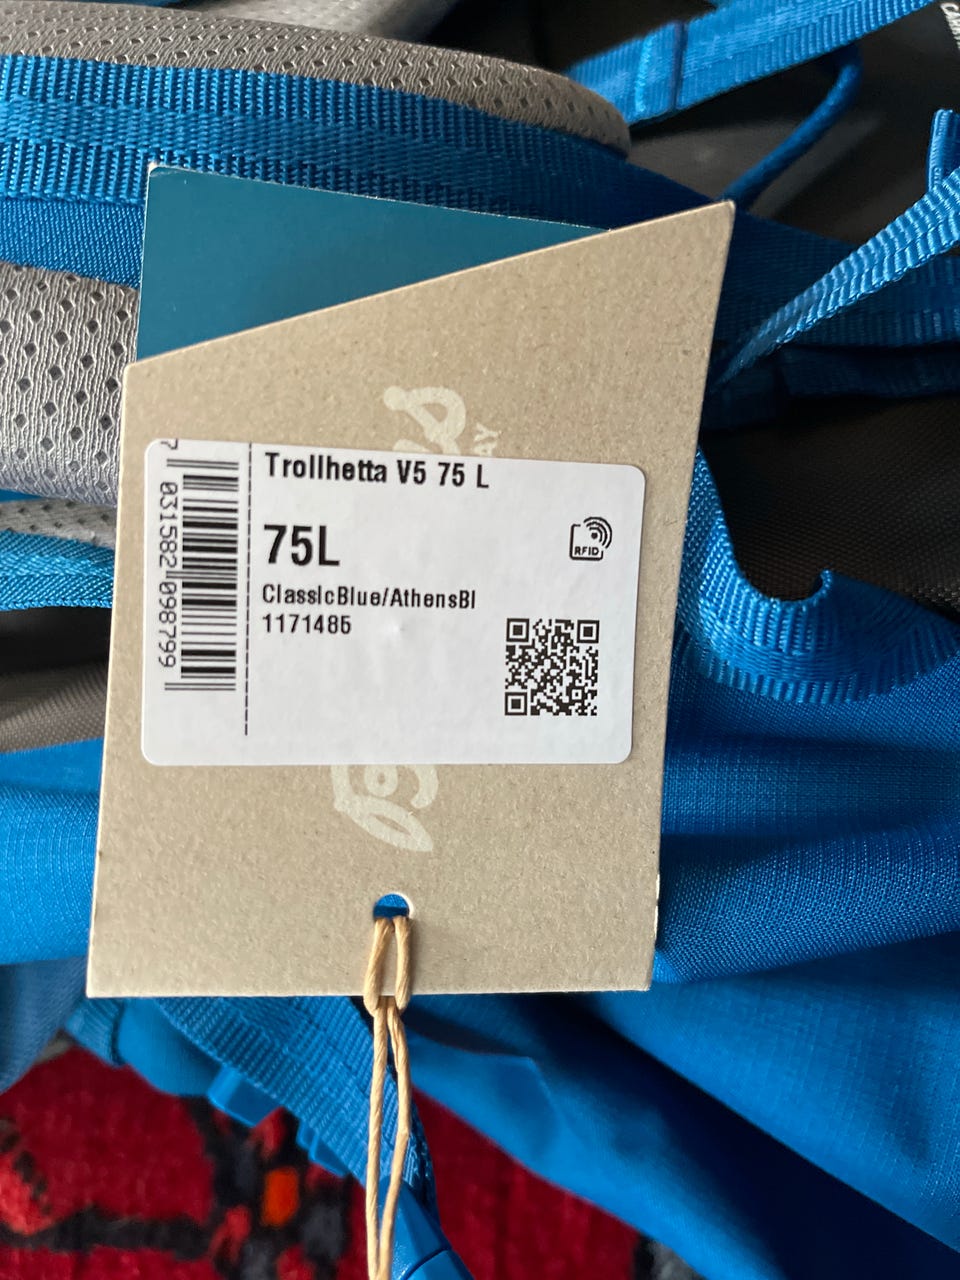 Trollhetta V5 75 L
75L
RFID
ClassicBlue/AthensBl
1171485
7 031582 098799